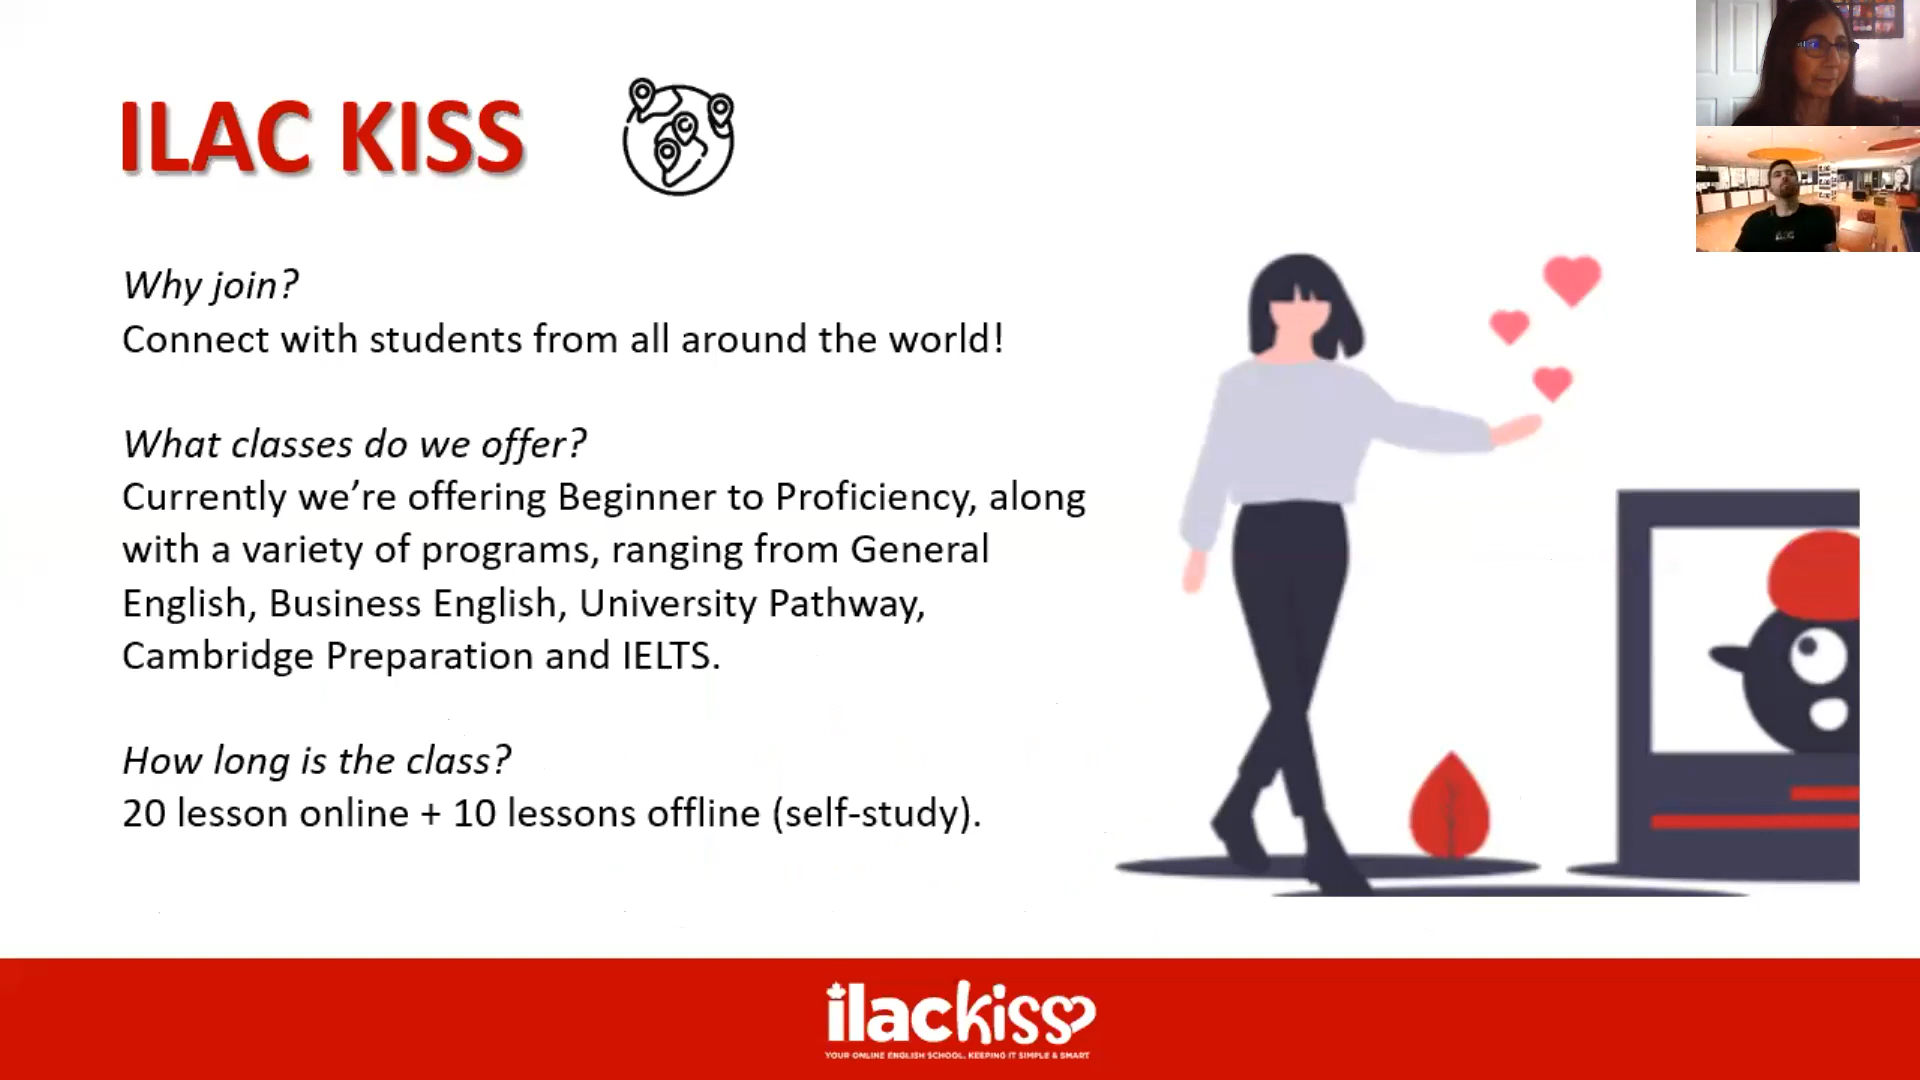 ILAC KISS
Why join?
Connect with students from all around the world!
What classes do we offer?
Currently we’re offering Beginner to Proficiency, along
with a variety of programs, ranging from General
English, Business English, University Pathway,
Cambridge Preparation and IELTS.
How long is the class?
20 lesson online + 10 lessons offline (self-study).
ilackiss
YOUR ONLINE ENGLISH SCHOOL. KEEPING IT SIMPLE & SMART